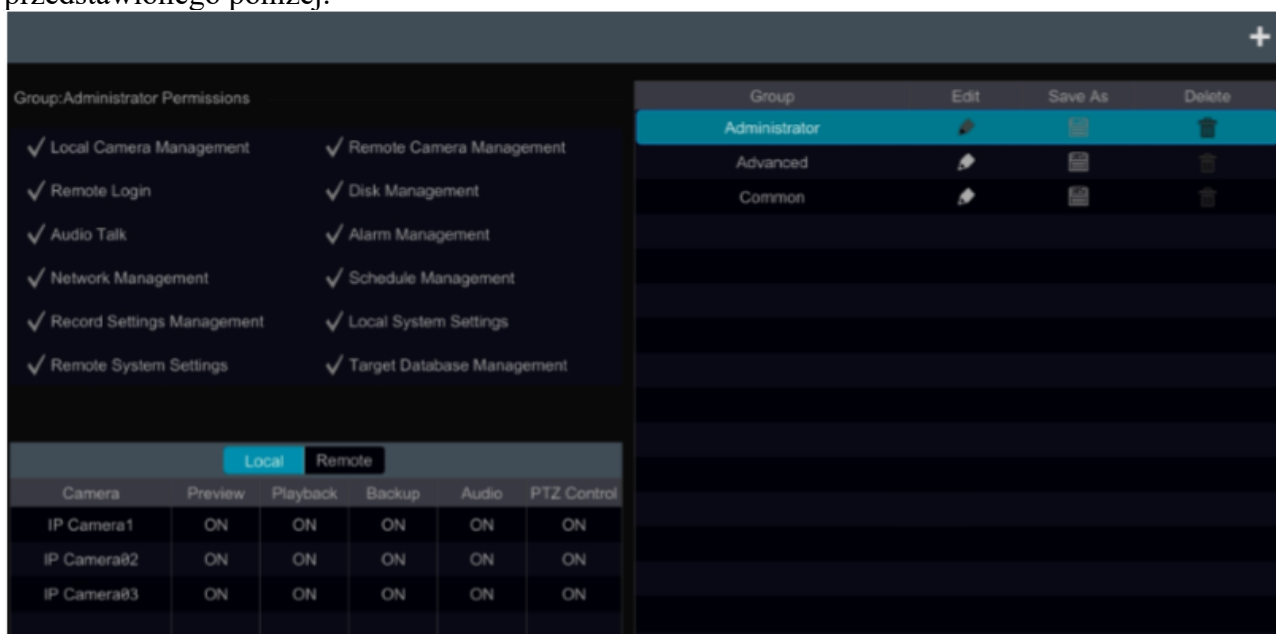 przedstawionego poniżej.
+
Group:Administrator Permissions
Local Camera Management
Remote Camera Management
Remote Login
Disk Management
Audio Talk
Alarm Management
Network Management
Schedule Management
Record Settings Management
Local System Settings
Remote System Settings
Target Database Management
Local Remote
Camera Preview Playback Backup Audio PTZ Control
IP Camera1 ON ON ON ON ON
IP Camera02 ON ON ON ON ON
IP Camera03 ON ON ON ON ON
Group Edit Save As Delete
Administrator
Advanced
Common